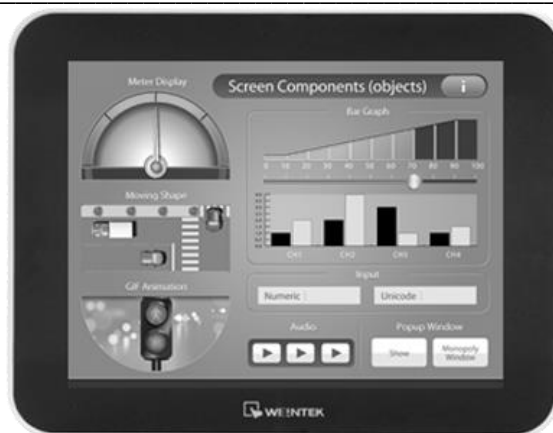 Meter Display
Screen Components (objects)
i
Bar Graph
0 10 20 30 40 50 60 70 80 90 100
Moving Shape
CH1 CH2 CH3 CH4
GIF Animation
Input
Numeric
Unicode
Audio
Popup Window
Show
Monopoly
Window
WEINTEK